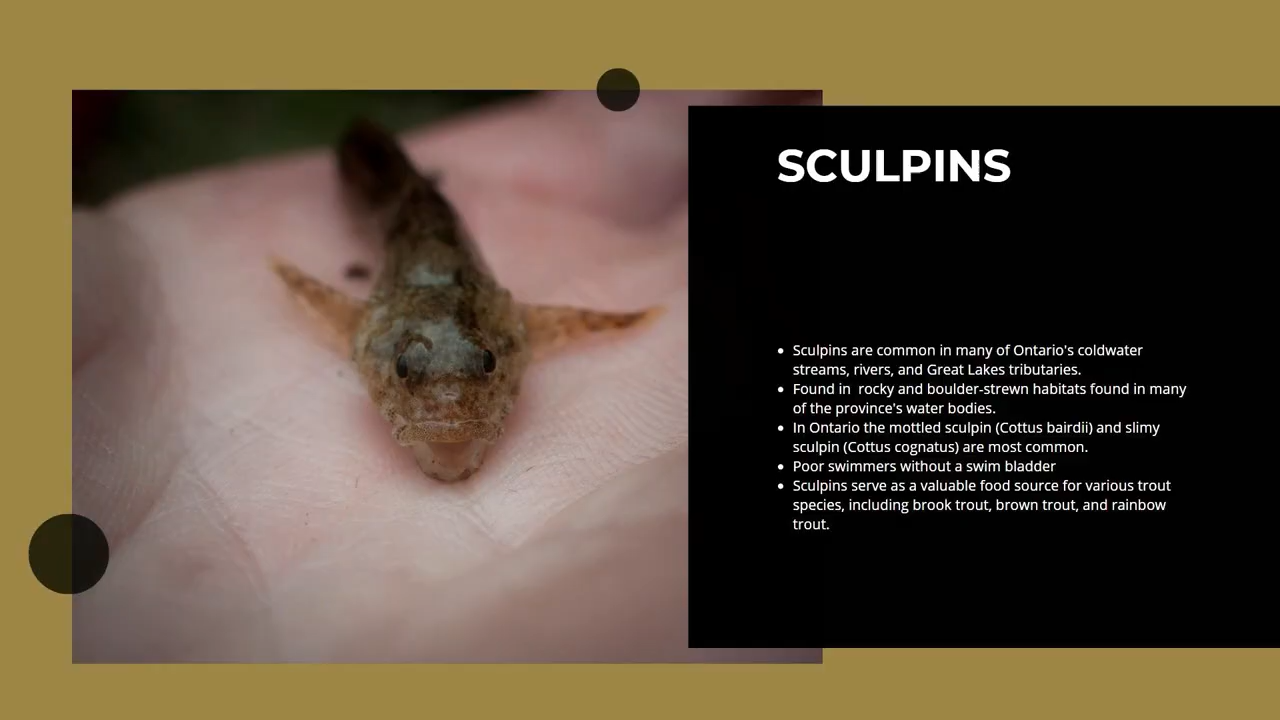 SCULPINS
• Sculpins are common in many of Ontario's coldwater
streams, rivers, and Great Lakes tributaries.
• Found in  rocky and boulder-strewn habitats found in many
of the province's water bodies.
• In Ontario the mottled sculpin (Cottus bairdii) and slimy
sculpin (Cottus cognatus) are most common.
• Poor swimmers without a swim bladder
• Sculpins serve as a valuable food source for various trout
species, including brook trout, brown trout, and rainbow
trout.